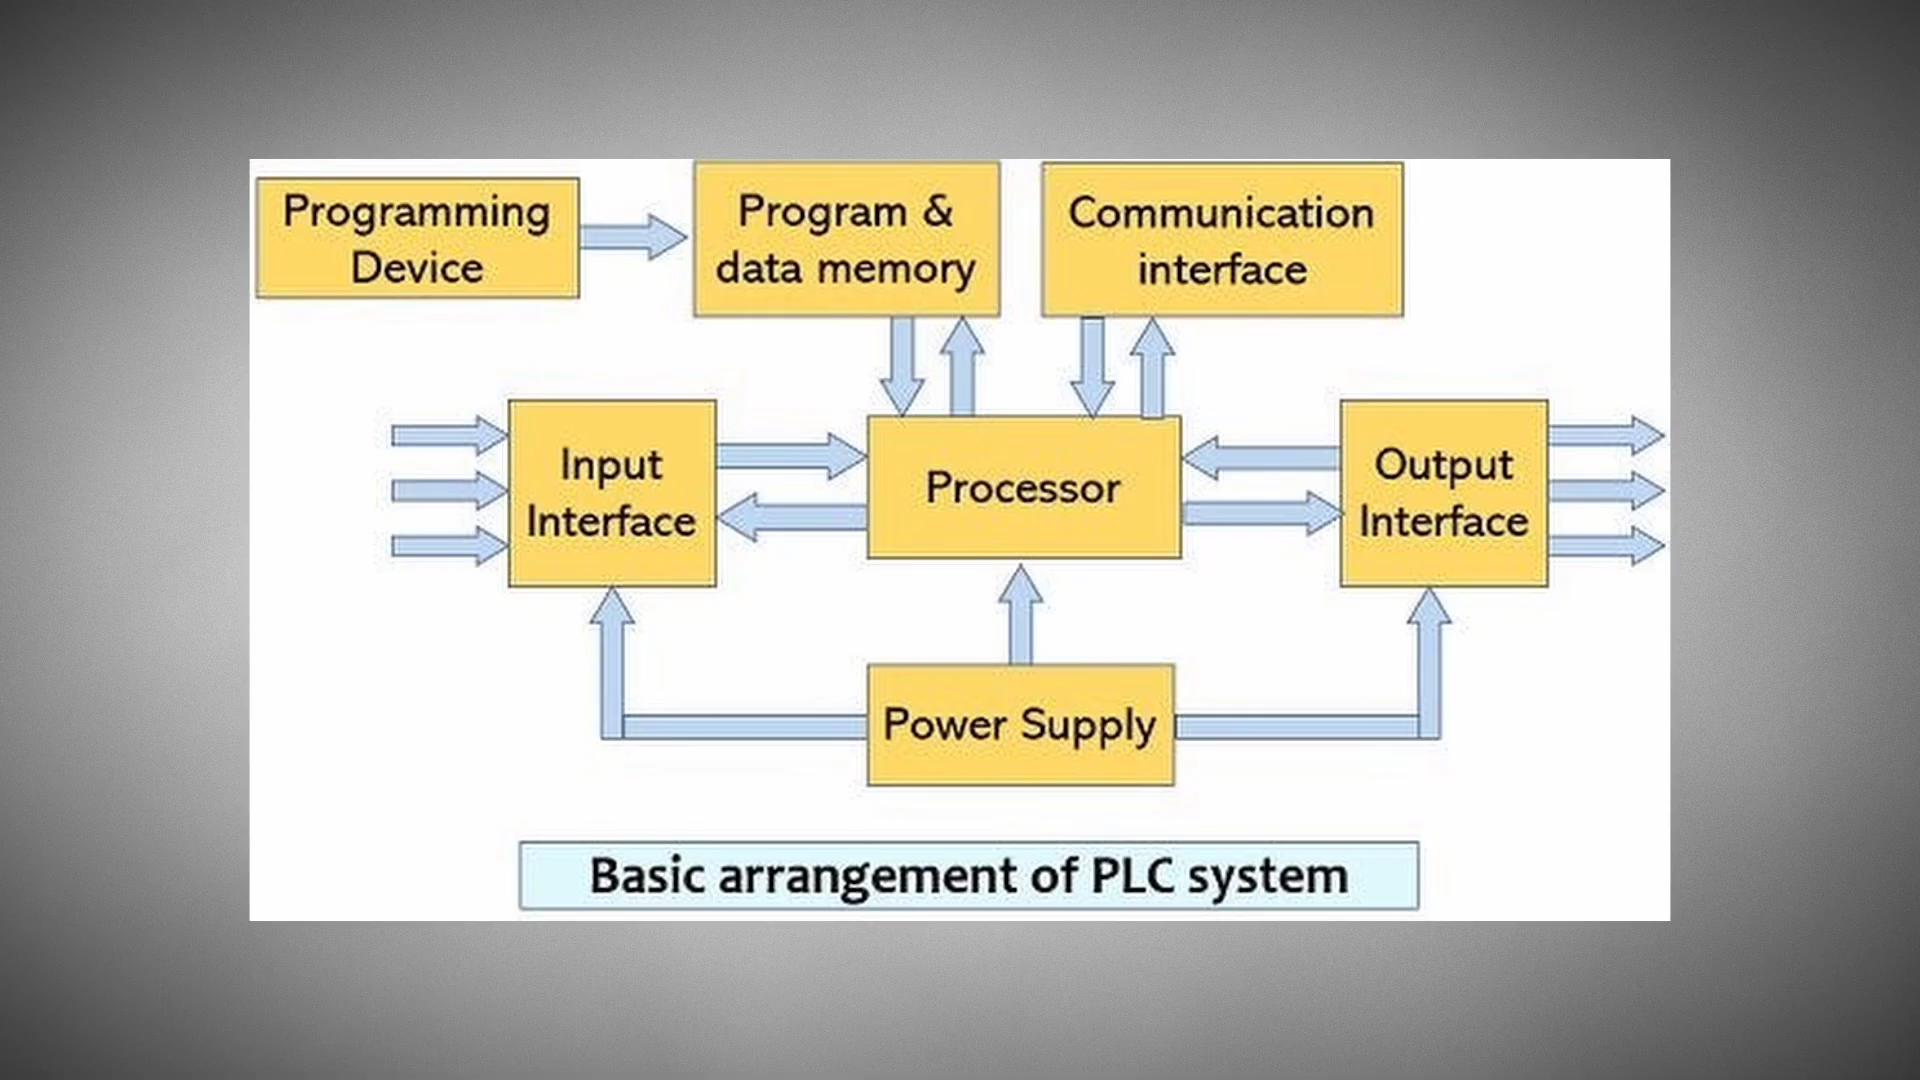 Programming
Device
Program &
data memory
Communication
interface
Input
Interface
Processor
Output
Interface
Power Supply
Basic arrangement of PLC system